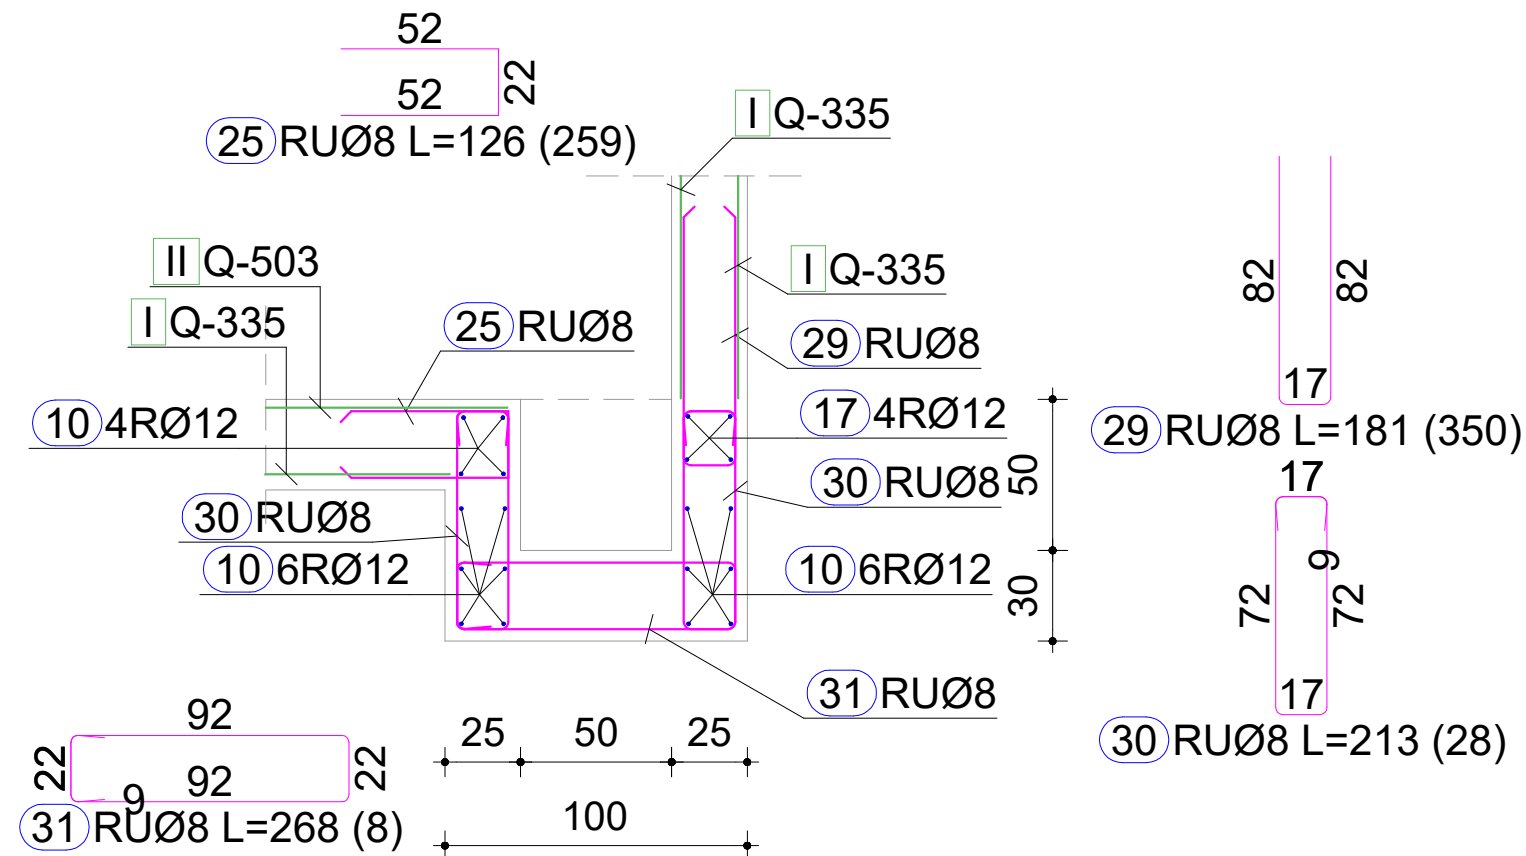 52
52
22
25 RUØ8 L=126 (259)
I Q-335
II Q-503
I Q-335
25 RUØ8
I Q-335
29 RUØ8
10 4RØ12
17 4RØ12
30 RUØ8
30 RUØ8
10 6RØ12
10 6RØ12
50
30
31 RUØ8
82
82
17
29 RUØ8 L=181 (350)
17
9
72
72
17
30 RUØ8 L=213 (28)
92
22
22
92
9
31 RUØ8 L=268 (8)
25
50
25
100